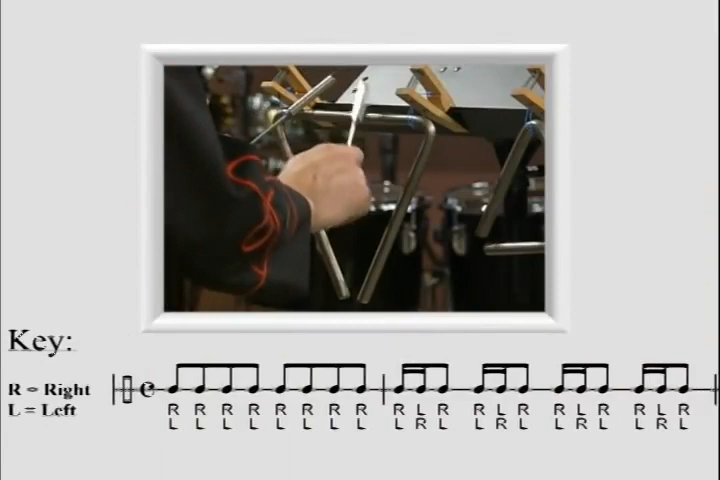 Key:
R = Right
L = Left
R R R R R R R R R L R R L R R L R R L R
L L L L L L L L L R L L R L L R L L R L